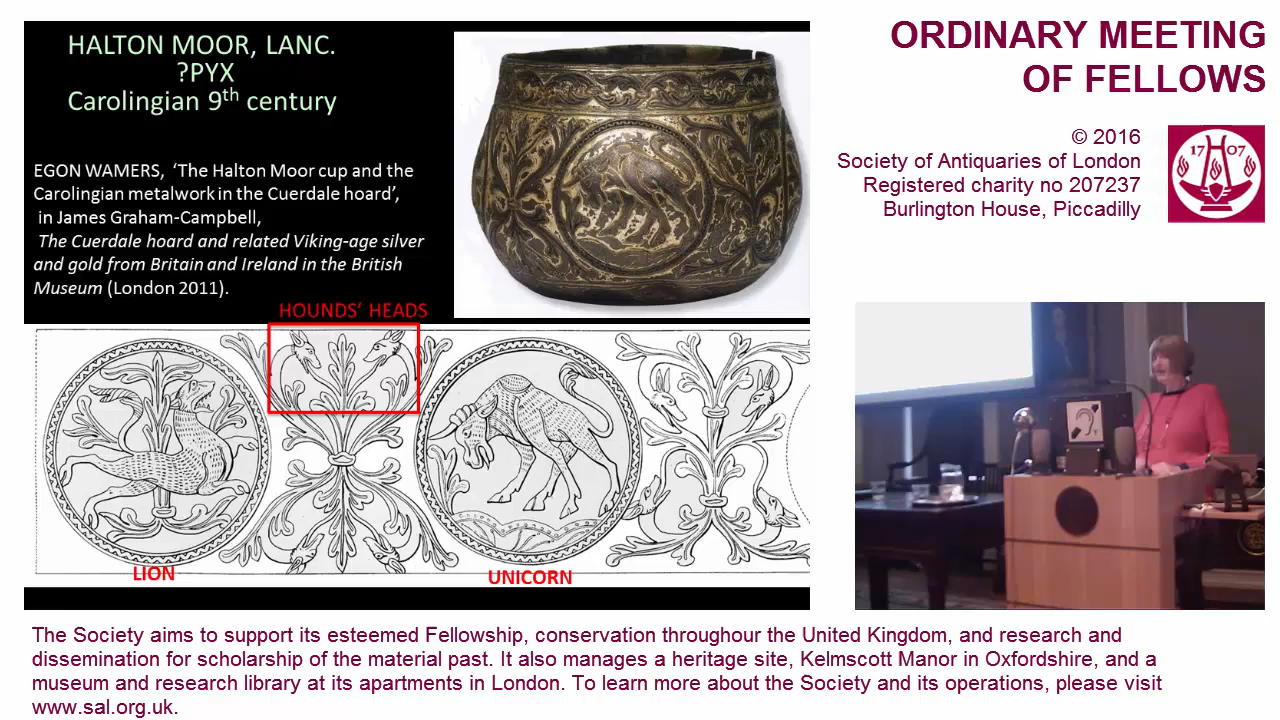 HALTON MOOR, LANC.
?PYX
Carolingian 9th century
EGON WAMERS, ‘The Halton Moor cup and the
Carolingian metalwork in the Cuerdale hoard’,
in James Graham-Campbell,
The Cuerdale hoard and related Viking-age silver
and gold from Britain and Ireland in the British
Museum (London 2011).
HOUNDS’ HEADS
LION
UNICORN
ORDINARY MEETING
OF FELLOWS
© 2016
Society of Antiquaries of London
Registered charity no 207237
Burlington House, Piccadilly
17 07
The Society aims to support its esteemed Fellowship, conservation throughour the United Kingdom, and research and
dissemination for scholarship of the material past. It also manages a heritage site, Kelmscott Manor in Oxfordshire, and a
museum and research library at its apartments in London. To learn more about the Society and its operations, please visit
www.sal.org.uk.